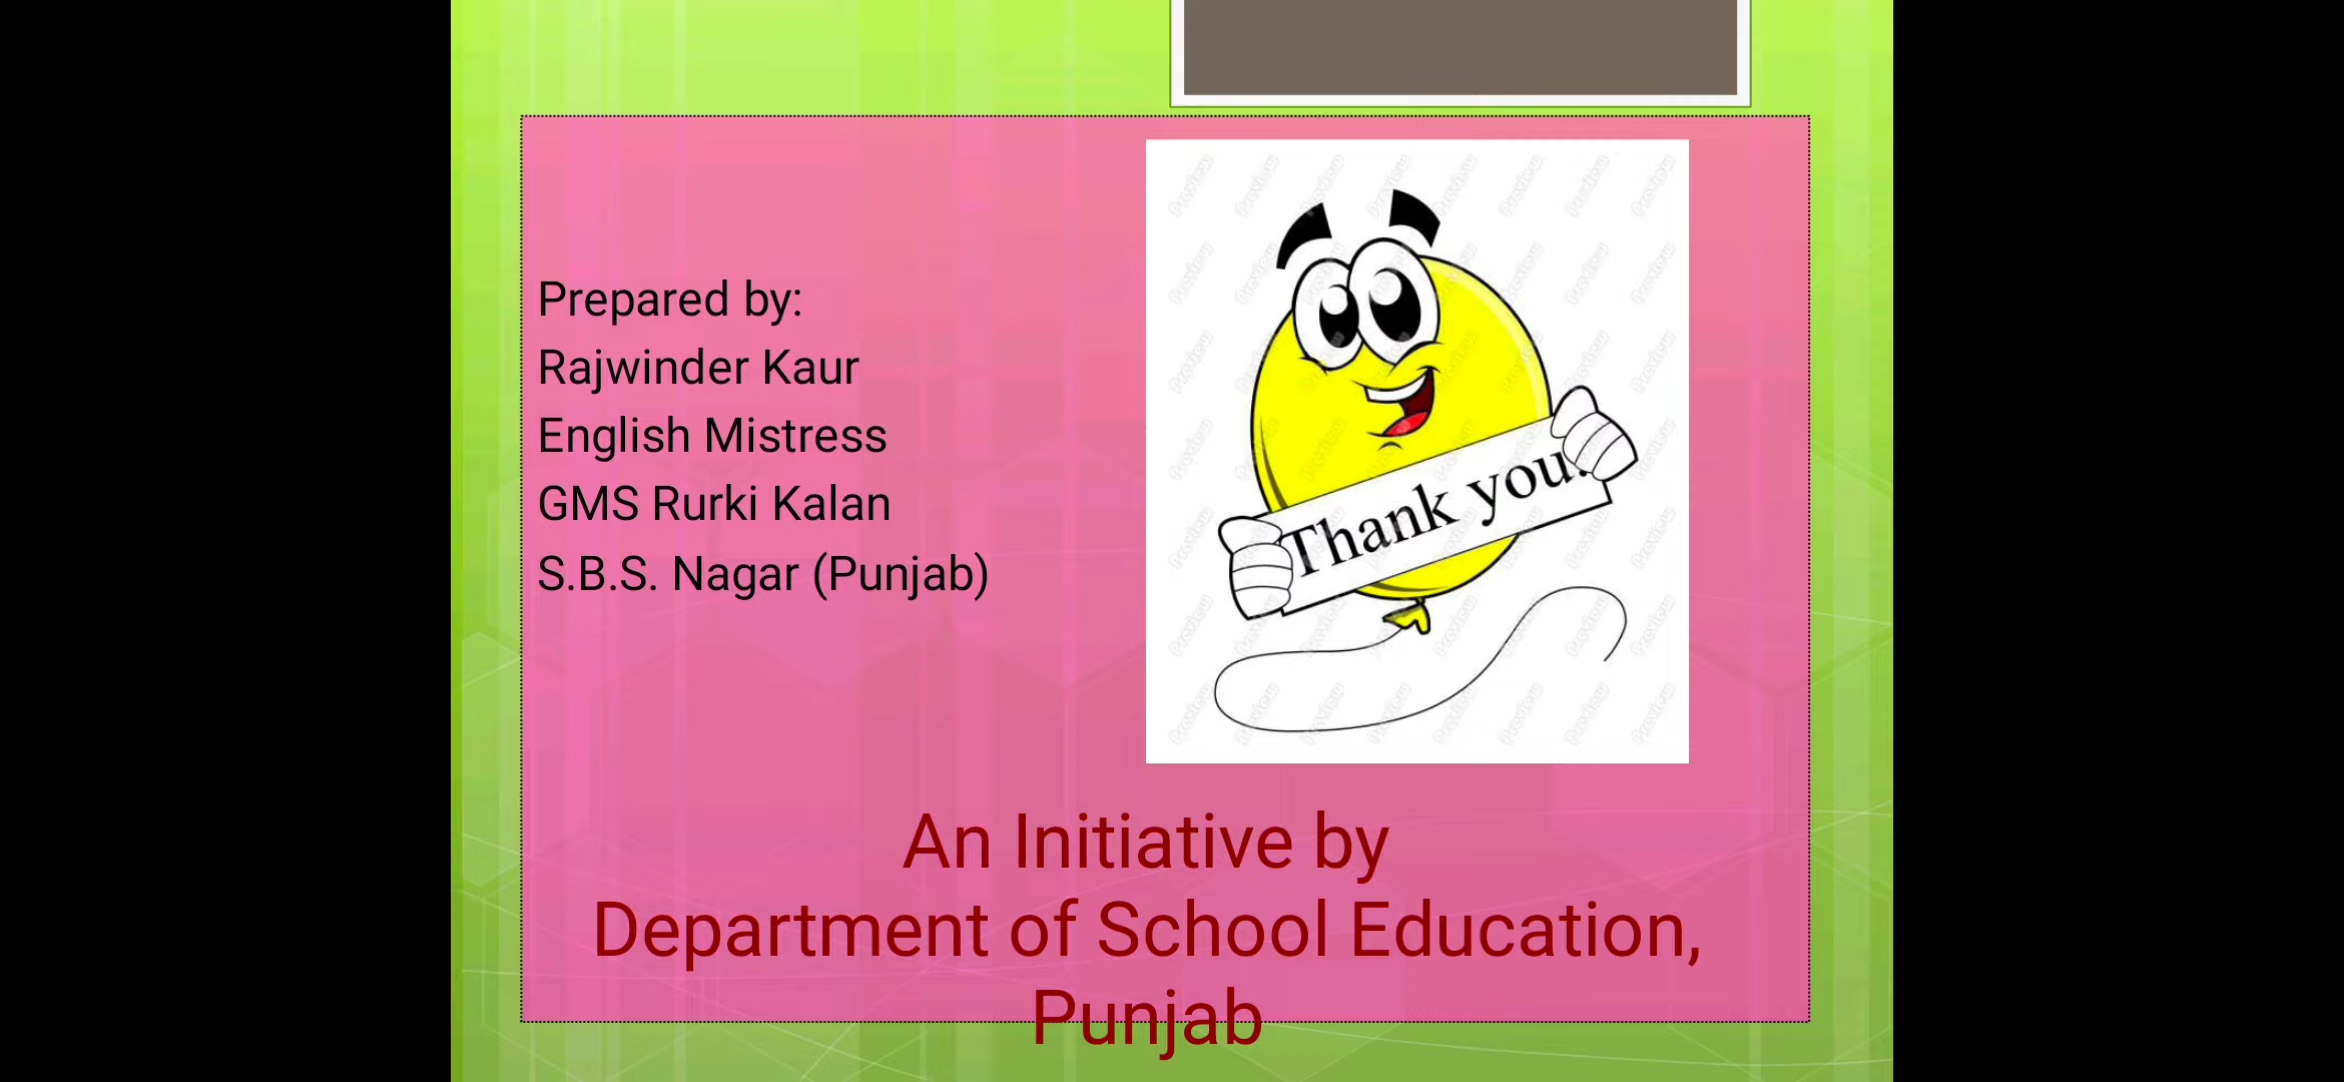 Prepared by:
Rajwinder Kaur
English Mistress
GMS Rurki Kalan
S.B.S. Nagar (Punjab)
Thank you.
An Initiative by
Department of School Education,
Punjab